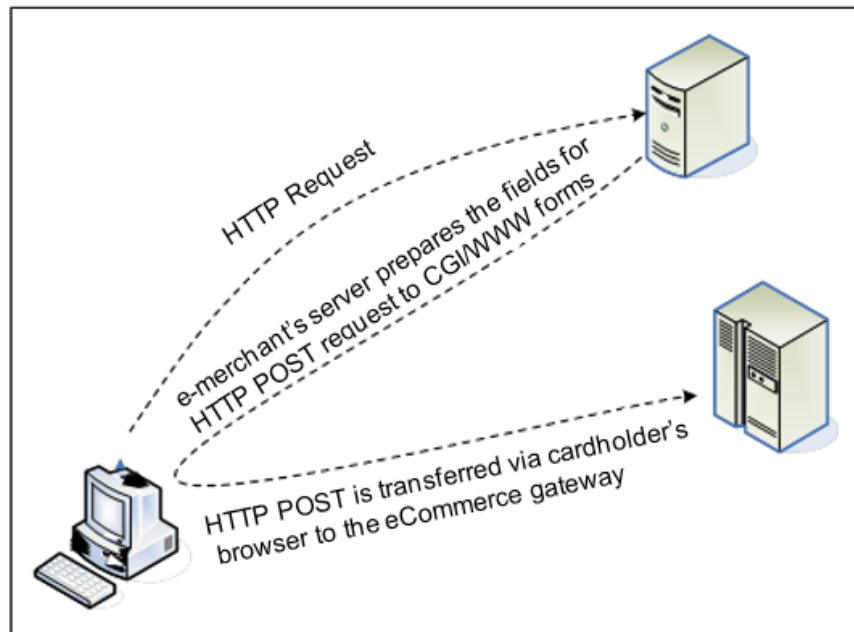 HTTP Request
e-merchant's server prepares the fields for
HTTP POST request to CGI/WWW forms
HTTP POST is transferred via cardholder's
browser to the eCommerce gateway